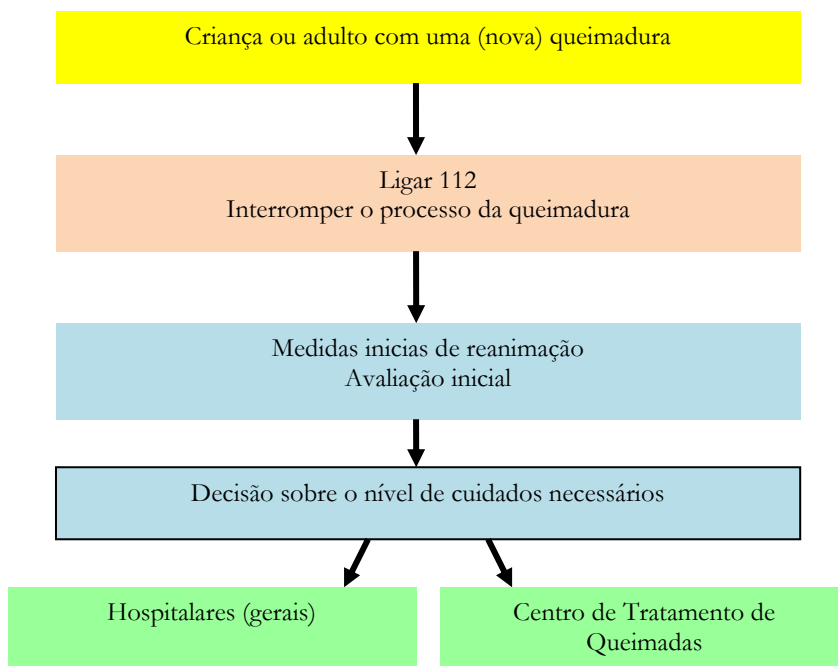 Criança ou adulto com uma (nova) queimadura
Ligar 112
Interromper o processo da queimadura
Medidas inicias de reanimação
Avaliação inicial
Decisão sobre o nível de cuidados necessários
Hospitalares (gerais)
Centro de Tratamento de
Queimadas